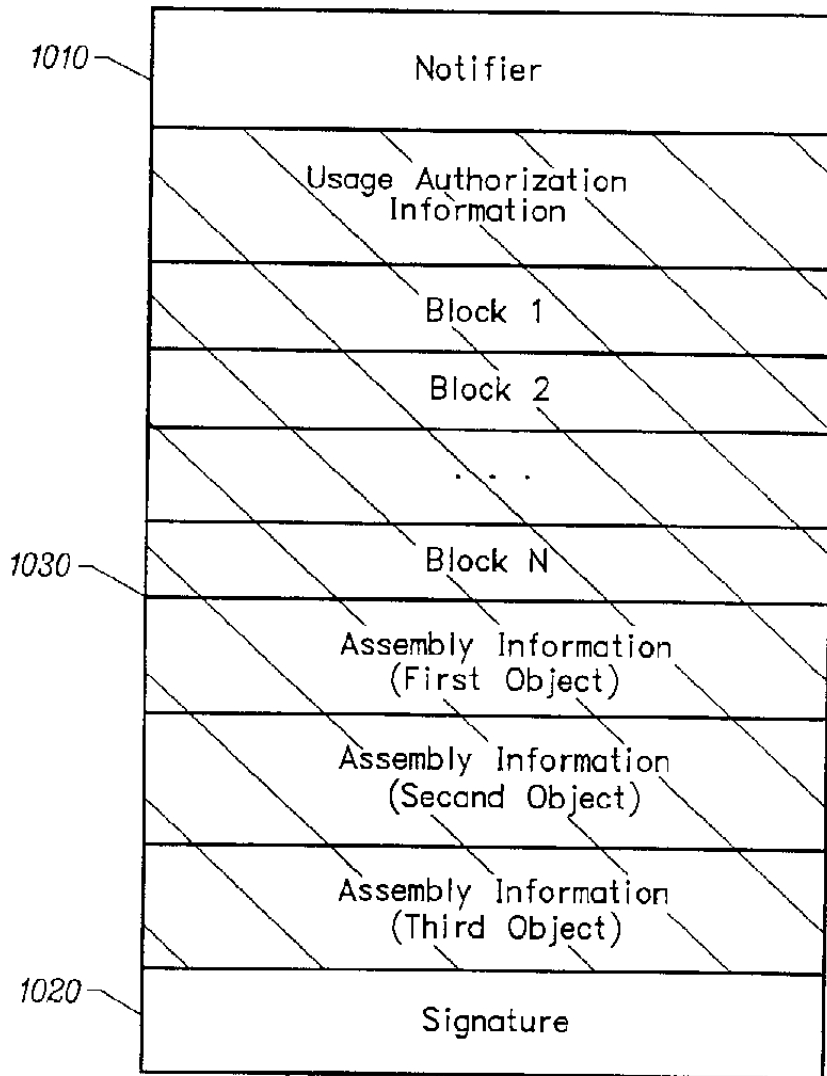 1010
Notifier
Usage Authorization
Information
Block 1
Block 2
. . .
Block N
1030
Assembly Information
(First Object)
Assembly Information
(Second Object)
Assembly Information
(Third Object)
1020
Signature